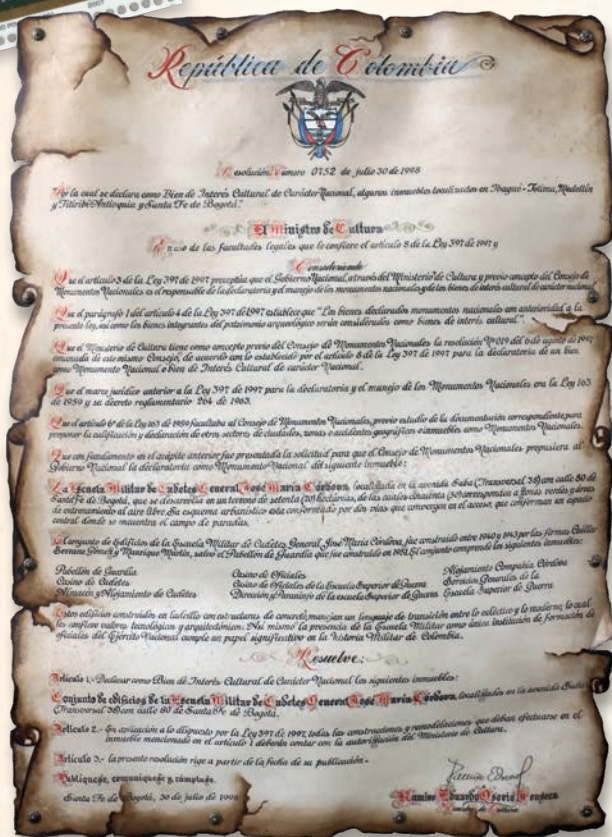 República de Colombia
Resolución Número 0752 de julio 30 de 1998
"Por la cual se declara como Bien de Interés Cultural de Carácter Nacional, algunos inmuebles localizados en Ibagué - Tolima, Medellín
y Titiribí Antioquia y Santa Fe de Bogotá."
El Ministro de Cultura
En uso de las facultades legales que le confiere el artículo 8 de la Ley 397 de 1997 y
Considerando
Que el artículo 8 de la Ley 397 de 1997 preceptúa que el Gobierno Nacional, a través del Ministerio de Cultura y previo concepto del Consejo de
Monumentos Nacionales es el responsable de la declaratoria y el manejo de los monumentos nacionales y de los bienes de interés cultural de carácter nacional.
Que el parágrafo 1 del artículo 4 de la Ley 397 de 1997 establece que "Los bienes declarados monumentos nacionales con anterioridad a la
presente ley, así como los bienes integrantes del patrimonio arqueológico serán considerados como bienes de interés cultural".
Que el Ministerio de Cultura tiene como concepto previo del Consejo de Monumentos Nacionales la resolución Nº 019 del 6 de agosto de 1997
emanada de este mismo Consejo, de acuerdo con lo establecido por el artículo 8 de la Ley 397 de 1997 para la declaratoria de un bien
como Monumento Nacional o bien de Interés Cultural de carácter Nacional.
Que el marco jurídico anterior a la Ley 397 de 1997 para la declaratoria y el manejo de los Monumentos Nacionales era la Ley 163
de 1959 y su decreto reglamentario 264 de 1963.
Que el artículo 6º de la Ley 163 de 1959 facultaba al Consejo de Monumentos Nacionales, previo estudio de la documentación correspondiente, para
proponer la calificación y declaración de otros sectores de ciudades, zonas o accidentes geográficos e inmuebles como Monumentos Nacionales.
Que con fundamento en el acápite anterior fue presentada la solicitud para que el Consejo de Monumentos Nacionales propusiera al
Gobierno Nacional la declaratoria como Monumento Nacional del siguiente inmueble:
La Escuela Militar de Cadetes General José María Córdova, localizada en la avenida Suba (Transversal 38) con calle 80 de
Santa Fe de Bogotá, que se desarrolla en un terreno de setenta (70) hectáreas, de las cuales cincuenta (50) corresponden a zonas verdes y áreas
de entrenamiento al aire libre. Su esquema urbanístico está conformado por dos vías que convergen en el acceso, que conforman un espacio
central donde se encuentra el campo de paradas.
El conjunto de Edificios de la Escuela Militar de Cadetes General, José María Córdova, fue construido entre 1940 y 1943 por las firmas Cuéllar
Serrano Gómez y Manrique Martín, salvo el Pabellón de Guardia que fue construido en 1951. El conjunto comprende los siguientes inmuebles:
Pabellón de Guardia Casino de Oficiales Alojamiento Compañía Córdova
Casino de Cadetes Casino de Oficiales de la Escuela Superior de Guerra Servicios Generales de la
Almacén y Alojamiento de Cadetes Dirección y Paraninfo de la Escuela Superior de Guerra Escuela Superior de Guerra
Estos edificios construidos en ladrillo con estructuras de concreto, manejan un lenguaje de transición entre lo ecléctico y lo moderno, lo cual
les confiere valores tecnológicos y arquitectónicos. Así mismo la presencia de la Escuela Militar como única institución de formación de
oficiales del Ejército Nacional cumple un papel significativo en la historia Militar de Colombia.
Resuelve:
Artículo 1.- Declarar como Bien de Interés Cultural de Carácter Nacional los siguientes inmuebles:
Conjunto de edificios de la Escuela Militar de Cadetes General José María Córdova, localizados en la avenida Suba
Transversal 38 con calle 80 de Santa Fe de Bogotá.
Artículo 2.- En aplicación a lo dispuesto por la Ley 397 de 1997, todas las construcciones y remodelaciones que deban efectuarse en el
inmueble mencionado en el artículo 1 deberán contar con la autorización del Ministerio de Cultura.
Artículo 3.- la presente resolución rige a partir de la fecha de su publicación.
Publíquese, comuníquese y cúmplase.
Santa Fe de Bogotá, 30 de julio de 1998
Ramiro Eduardo Osorio Fonseca
Ministro de Cultura